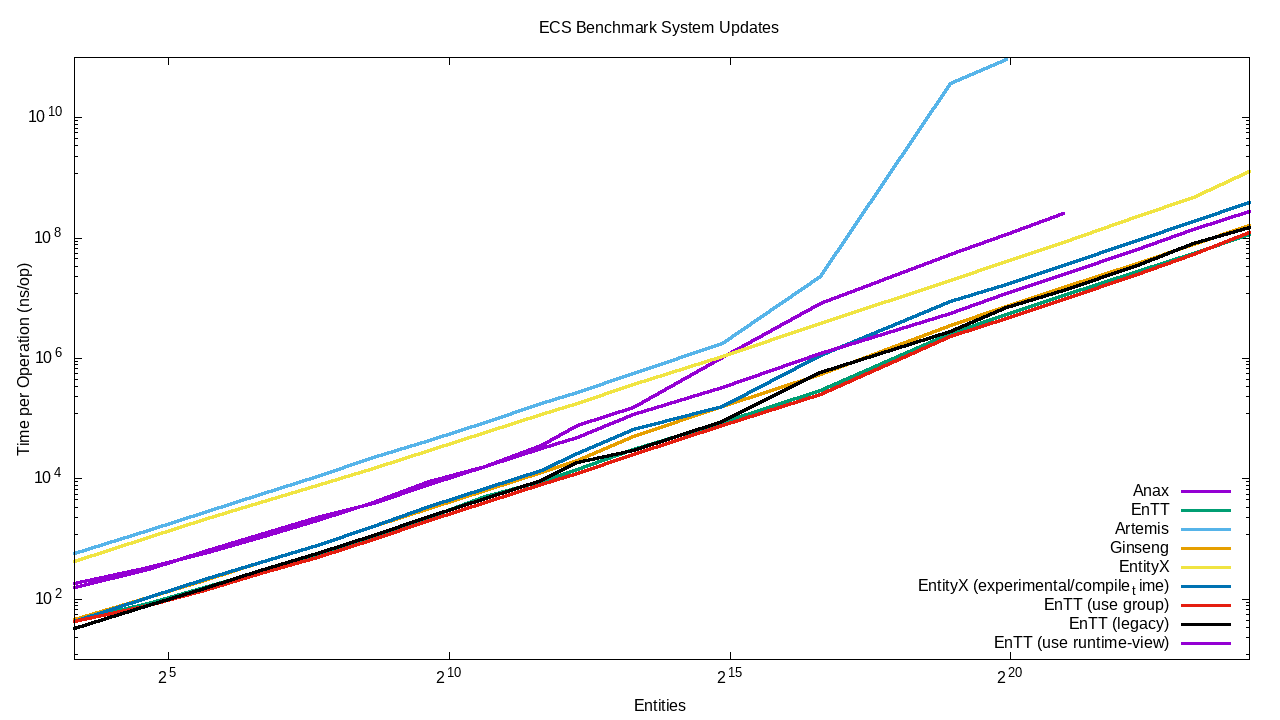 ECS Benchmark System Updates
Time per Operation (ns/op)
10^10
10^8
10^6
10^4
10^2
Anax
EnTT
Artemis
Ginseng
EntityX
EntityX (experimental/compile_time)
EnTT (use group)
EnTT (legacy)
EnTT (use runtime-view)
2^5
2^10
2^15
2^20
Entities